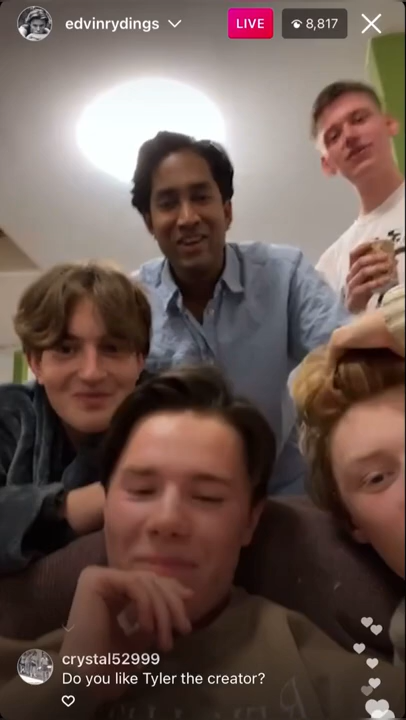 edvinrydings
LIVE
8,817
crystal52999
Do you like Tyler the creator?